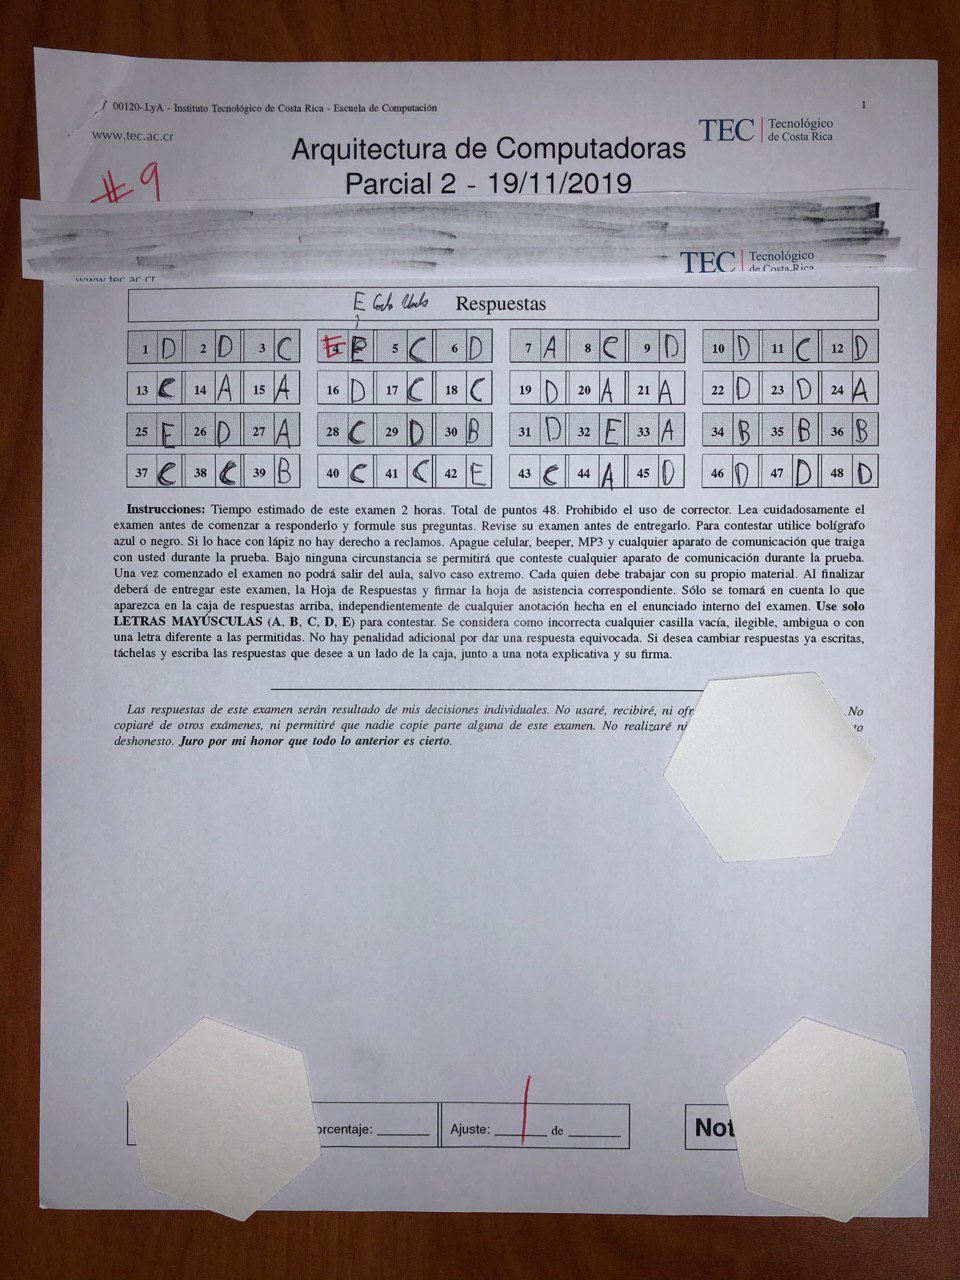 00120-.LyA - Instituto Tecnológico de Costa Rica - Escuela de Computación
1
www.tec.ac.cr
TEC | Tecnológico
de Costa Rica
Arquitectura de Computadoras
Parcial 2 - 19/11/2019
#9
TEC | Tecnológico
de Costa Rica
www.tec.ac.cr
E
Respuestas
1 D 2 D 3 C 4 E 5 C 6 D 7 A 8 C 9 D 10 D 11 C 12 D
13 C 14 A 15 A 16 D 17 C 18 C 19 D 20 A 21 A 22 D 23 D 24 A
25 E 26 D 27 A 28 C 29 D 30 B 31 D 32 E 33 A 34 B 35 B 36 B
37 C 38 C 39 B 40 C 41 C 42 E 43 C 44 A 45 D 46 D 47 D 48 D
Instrucciones: Tiempo estimado de este examen 2 horas. Total de puntos 48. Prohibido el uso de corrector. Lea cuidadosamente el
examen antes de comenzar a responderlo y formule sus preguntas. Revise su examen antes de entregarlo. Para contestar utilice bolígrafo
azul o negro. Si lo hace con lápiz no hay derecho a reclamos. Apague celular, beeper, MP3 y cualquier aparato de comunicación que traiga
con usted durante la prueba. Bajo ninguna circunstancia se permitirá que conteste cualquier aparato de comunicación durante la prueba.
Una vez comenzado el examen no podrá salir del aula, salvo caso extremo. Cada quien debe trabajar con su propio material. Al finalizar
deberá de entregar este examen, la Hoja de Respuestas y firmar la hoja de asistencia correspondiente. Sólo se tomará en cuenta lo que
aparezca en la caja de respuestas arriba, independientemente de cualquier anotación hecha en el enunciado interno del examen. Use solo
LETRAS MAYÚSCULAS (A, B, C, D, E) para contestar. Se considera como incorrecta cualquier casilla vacía, ilegible, ambigua o con
una letra diferente a las permitidas. No hay penalidad adicional por dar una respuesta equivocada. Si desea cambiar respuestas ya escritas,
táchelas y escriba las respuestas que desee a un lado de la caja, junto a una nota explicativa y su firma.
Las respuestas de este examen serán resultado de mis decisiones individuales. No usaré, recibiré, ni ofr No
copiaré de otros exámenes, ni permitiré que nadie copie parte alguna de este examen. No realizaré ni to
deshonesto. Juro por mi honor que todo lo anterior es cierto.
orcentaje: ______ Ajuste: ______ de ______ Not